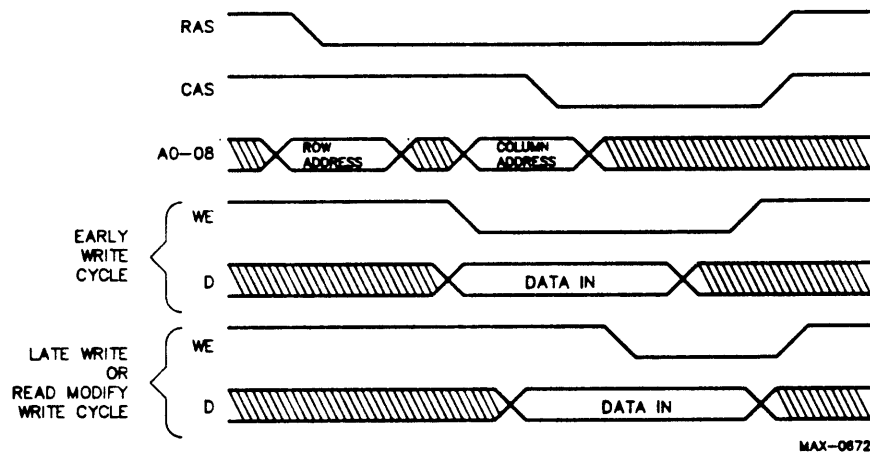 RAS
CAS
A0-08
ROW
ADDRESS
COLUMN
ADDRESS
EARLY
WRITE
CYCLE
WE
D
DATA IN
LATE WRITE
OR
READ MODIFY
WRITE CYCLE
WE
D
DATA IN
MAX-0672